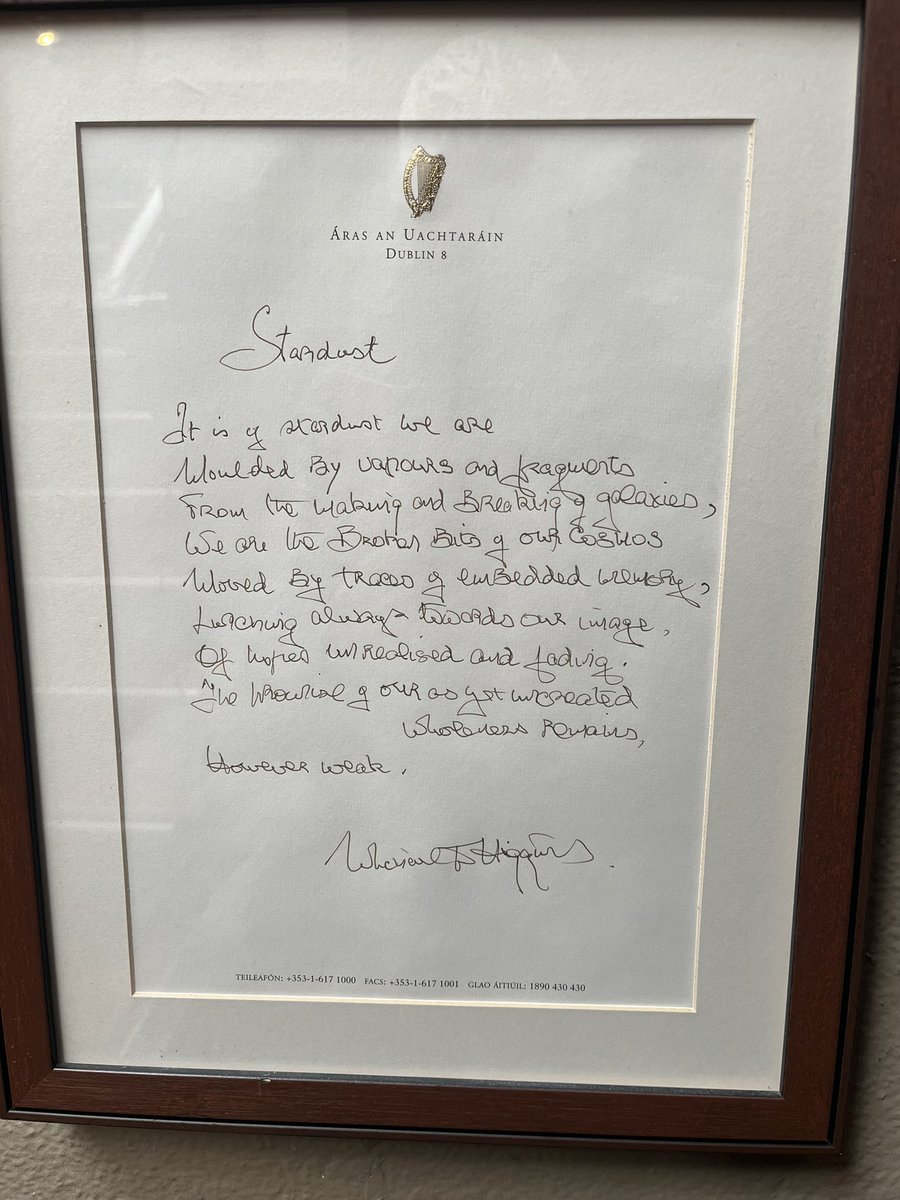 ÁRAS AN UACHTARÁIN
DUBLIN 8
Stardust
It is of stardust we are
Moulded By vapours and fragments
From the making and Breaking of galaxies,
We are the Broken Bits of our Cosmos
Moved By traces of embedded memory,
Lurching always towards our image,
Of hopes unrealised and fading.
The promise of our as yet uncreated
Wholeness Remains,
However weak.
Michael D Higgins
TEILEAFÓN: +353-1-617 1000 FACS: +353-1-617 1001 GLAO ÁITIÚIL: 1890 430 430